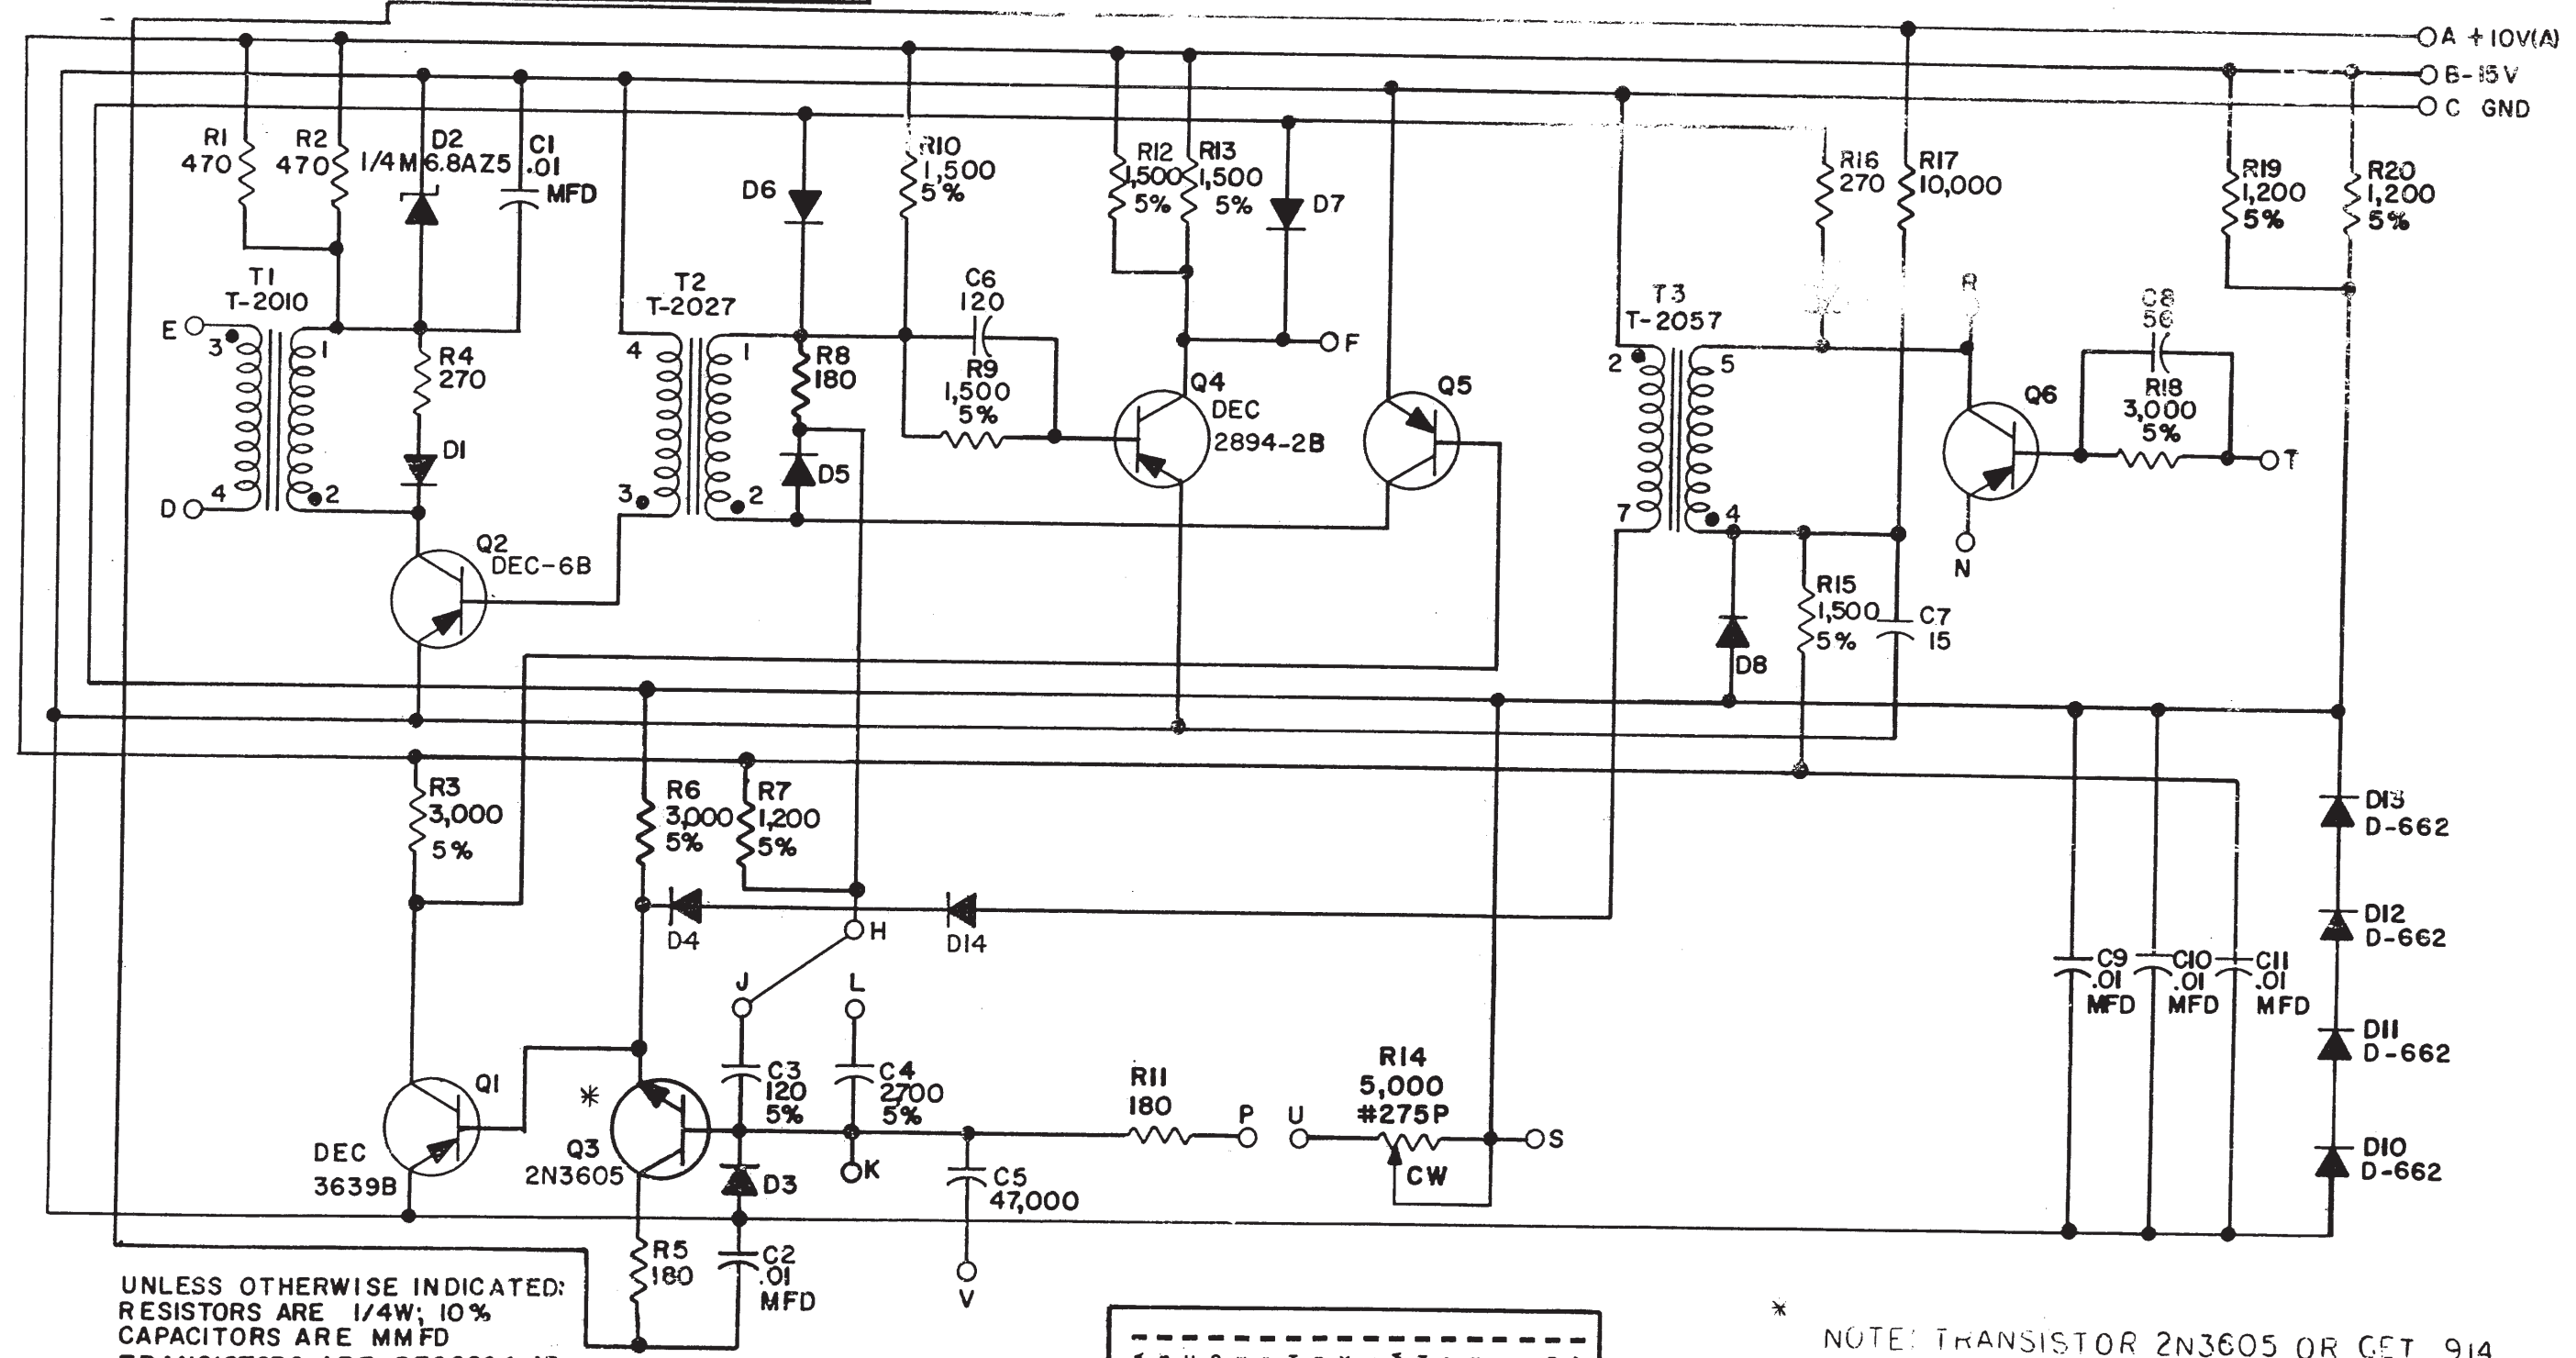 A +10V(A)
B-15V
C GND
R1
470
R2
470
D2
1/4M6.8AZ5
C1
.01
MFD
D6
R10
1,500
5%
R12
1,500
5%
R13
1,500
5%
D7
R16
270
R17
10,000
R19
1,200
5%
R20
1,200
5%
T1
T-2010
E
3
1
D
4
2
R4
270
D1
T2
T-2027
4
1
3
2
R8
180
D5
C6
120
R9
1,500
5%
F
Q4
DEC
2894-2B
Q5
T3
T-2057
2
5
7
4
Q6
C8
56
R18
3,000
5%
T
N
Q2
DEC-6B
R15
1,500
5%
C7
15
D8
R3
3,000
5%
R6
3,000
5%
R7
1,200
5%
D4
D14
H
J
L
D13
D-662
D12
D-662
D11
D-662
D10
D-662
C9
.01
MFD
C10
.01
MFD
C11
.01
MFD
Q1
DEC
3639B
*
Q3
2N3605
C3
120
5%
C4
2700
5%
K
D3
R11
180
P
U
R14
5,000
#275P
CW
S
C5
47,000
V
R5
180
C2
.01
MFD
UNLESS OTHERWISE INDICATED:
RESISTORS ARE 1/4W; 10%
CAPACITORS ARE MMFD
*
NOTE: TRANSISTOR 2N3605 OR GET 914